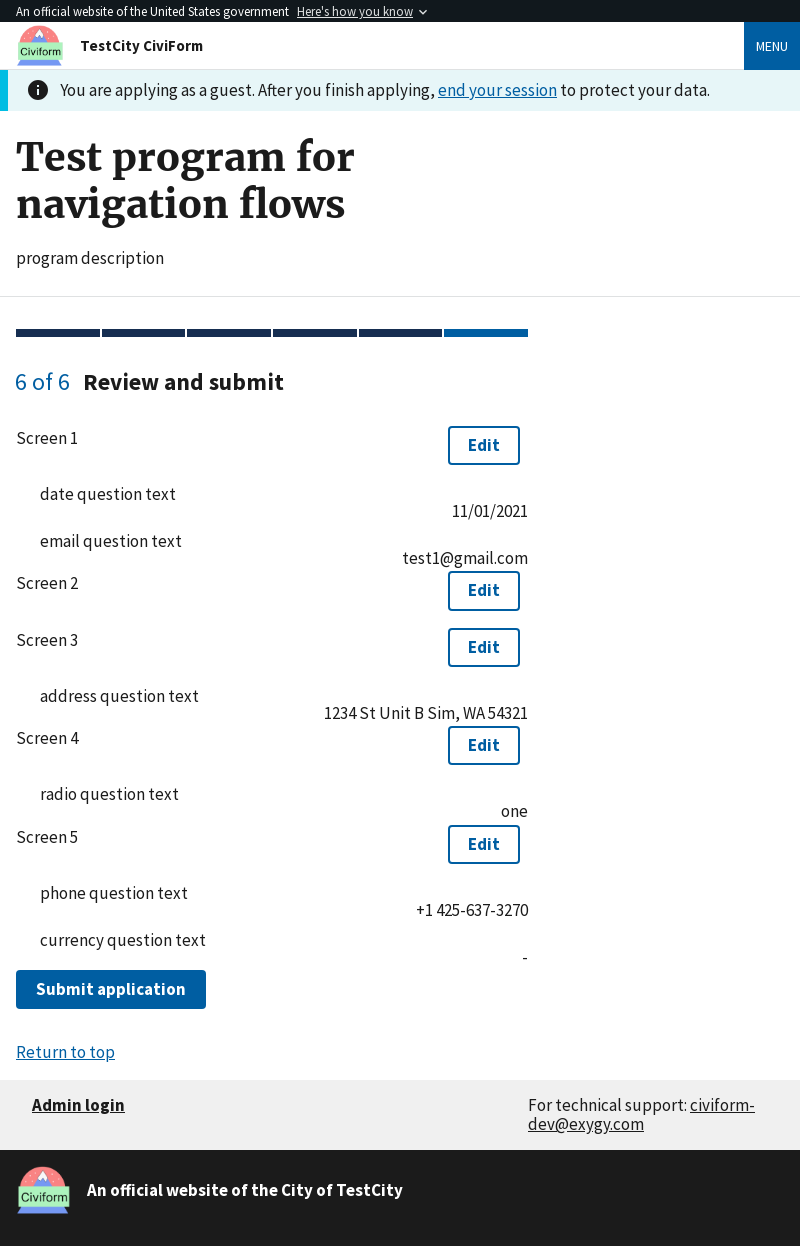 An official website of the United States government Here's how you know
Civiform TestCity CiviForm MENU
You are applying as a guest. After you finish applying, end your session to protect your data.
Test program for
navigation flows
program description
6 of 6 Review and submit
Screen 1 Edit
date question text
11/01/2021
email question text
test1@gmail.com
Screen 2 Edit
Screen 3 Edit
address question text
1234 St Unit B Sim, WA 54321
Screen 4 Edit
radio question text
one
Screen 5 Edit
phone question text
+1 425-637-3270
currency question text
-
Submit application
Return to top
Admin login
For technical support: civiform-
dev@exygy.com
Civiform An official website of the City of TestCity